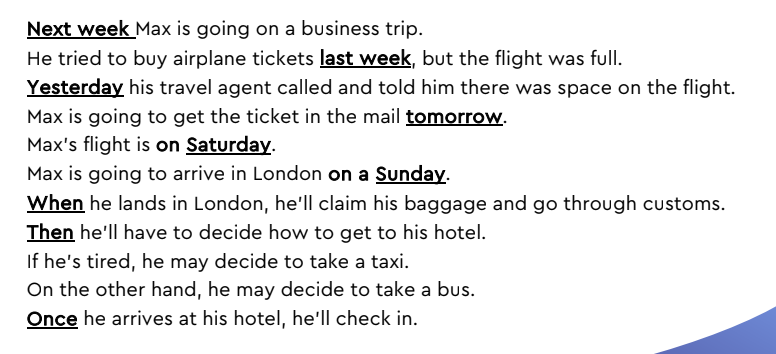 Next week Max is going on a business trip.
He tried to buy airplane tickets last week, but the flight was full.
Yesterday his travel agent called and told him there was space on the flight.
Max is going to get the ticket in the mail tomorrow.
Max's flight is on Saturday.
Max is going to arrive in London on a Sunday.
When he lands in London, he'll claim his baggage and go through customs.
Then he'll have to decide how to get to his hotel.
If he's tired, he may decide to take a taxi.
On the other hand, he may decide to take a bus.
Once he arrives at his hotel, he'll check in.